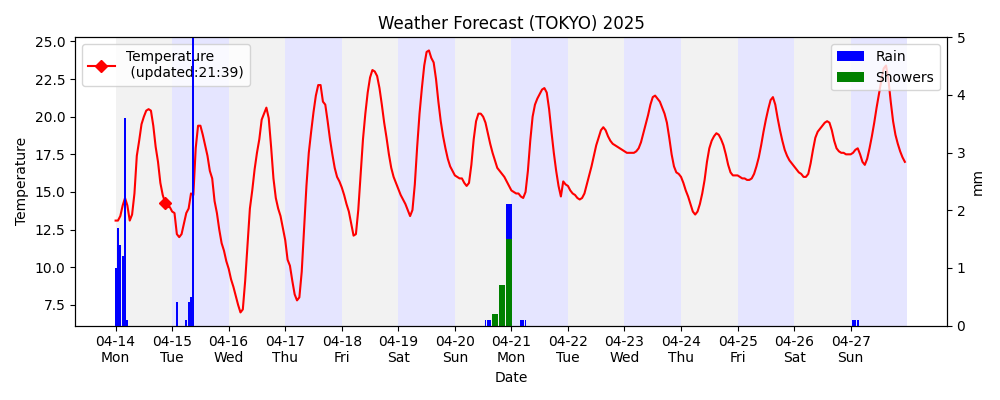 Weather Forecast (TOKYO) 2025
Temperature
(updated:21:39)
Rain
Showers
25.0
22.5
20.0
17.5
15.0
12.5
10.0
7.5
Temperature
5
4
3
2
1
0
mm
04-14 04-15 04-16 04-17 04-18 04-19 04-20 04-21 04-22 04-23 04-24 04-25 04-26 04-27
Mon Tue Wed Thu Fri Sat Sun Mon Tue Wed Thu Fri Sat Sun
Date